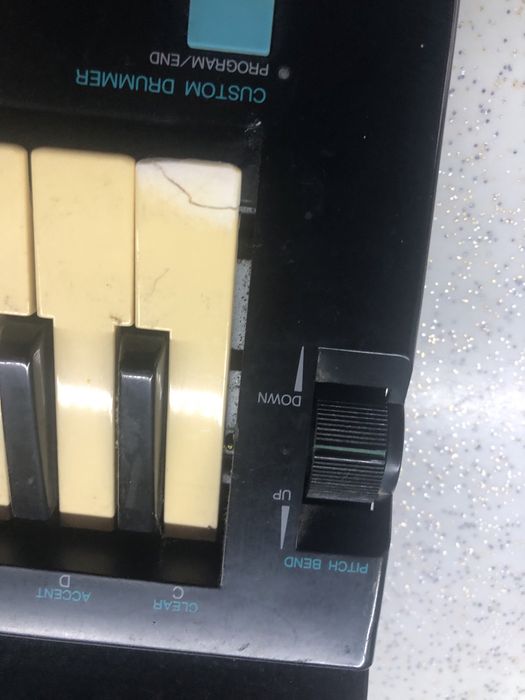 PITCH BEND
UP
DOWN
CLEAR
C
ACCENT
D
CUSTOM DRUMMER
PROGRAM/END